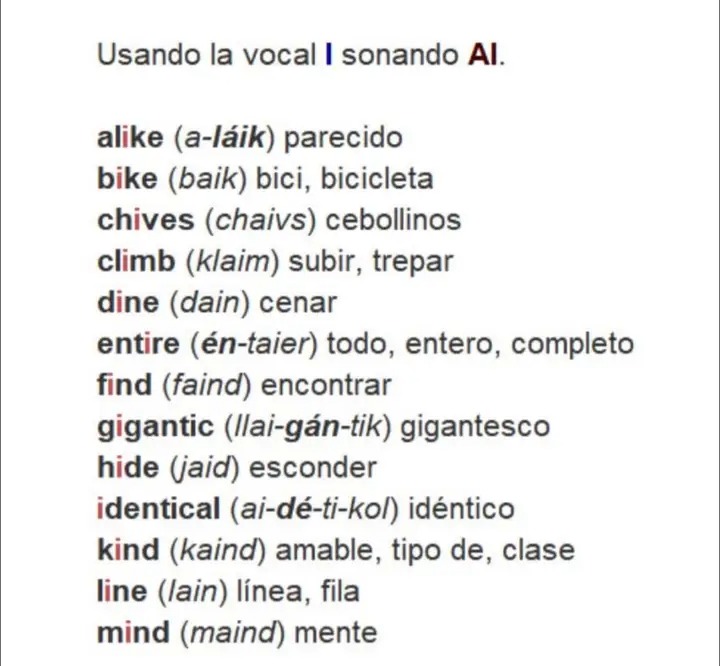 Usando la vocal I sonando AI.
alike (a-láik) parecido
bike (baik) bici, bicicleta
chives (chaivs) cebollinos
climb (klaim) subir, trepar
dine (dain) cenar
entire (én-taier) todo, entero, completo
find (faind) encontrar
gigantic (llai-gán-tik) gigantesco
hide (jaid) esconder
identical (ai-dé-ti-kol) idéntico
kind (kaind) amable, tipo de, clase
line (lain) línea, fila
mind (maind) mente